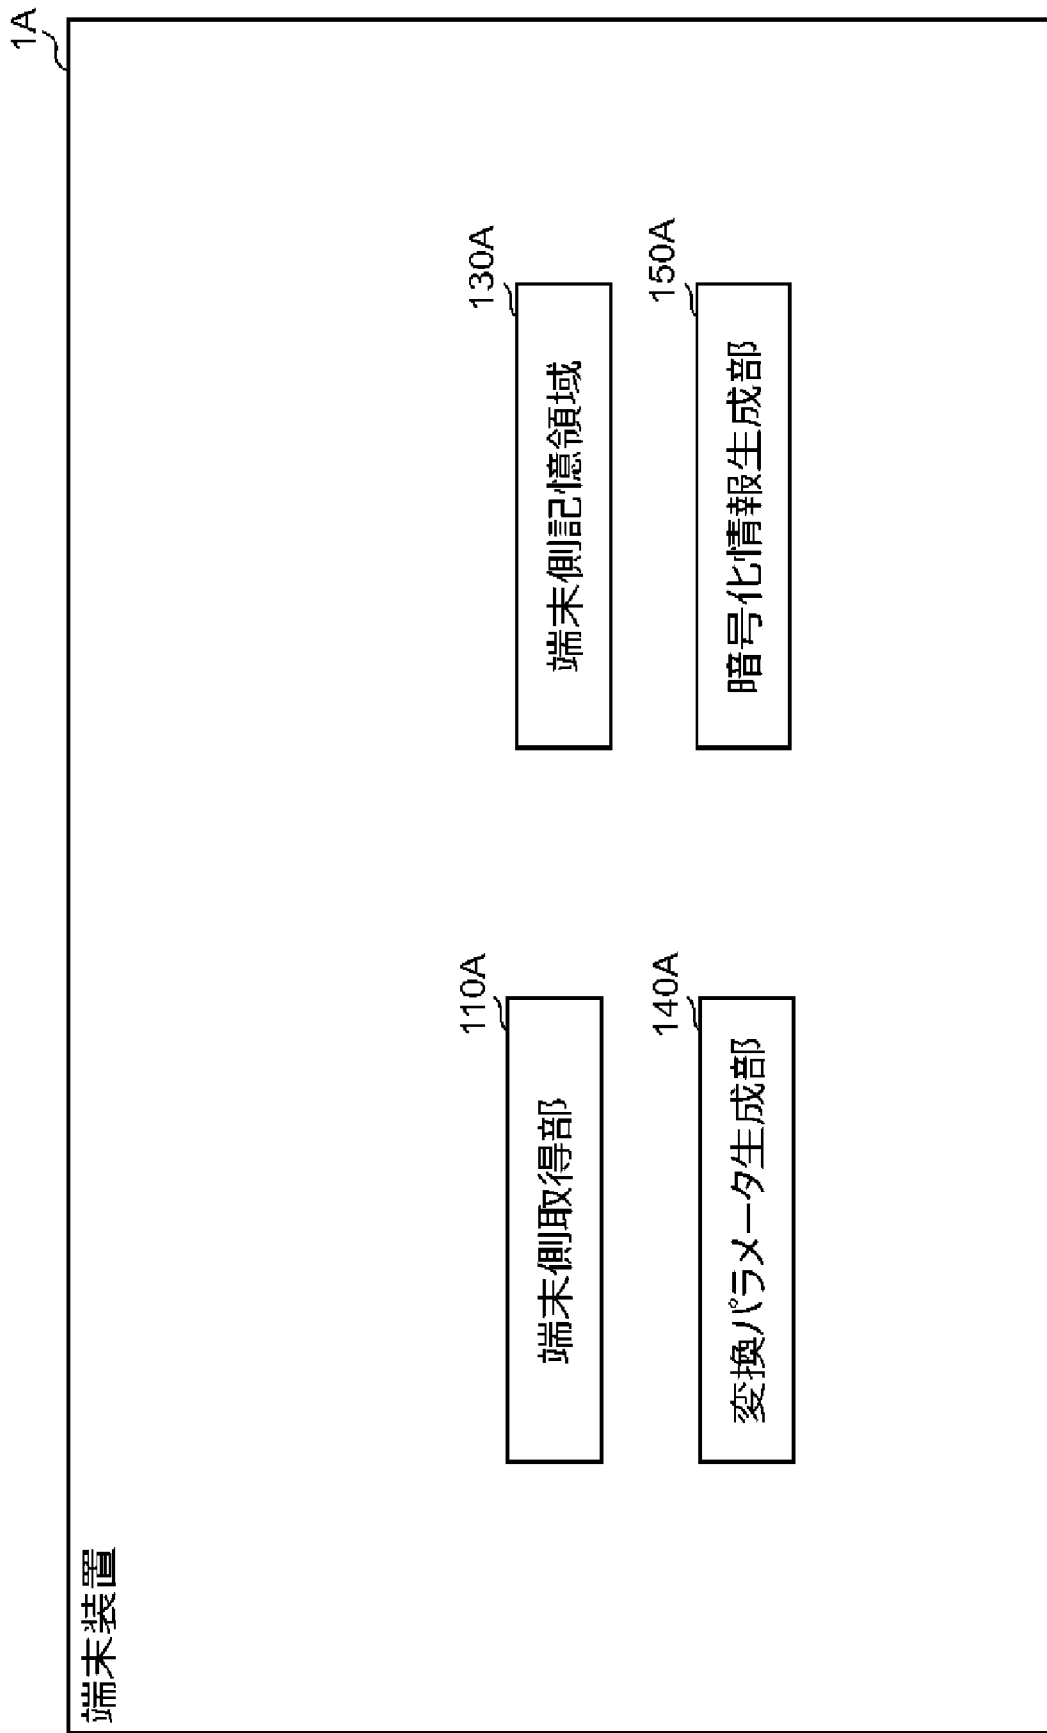 端末装置
1A
110A
端末側取得部
130A
端末側記憶領域
140A
変換パラメータ生成部
150A
暗号化情報生成部